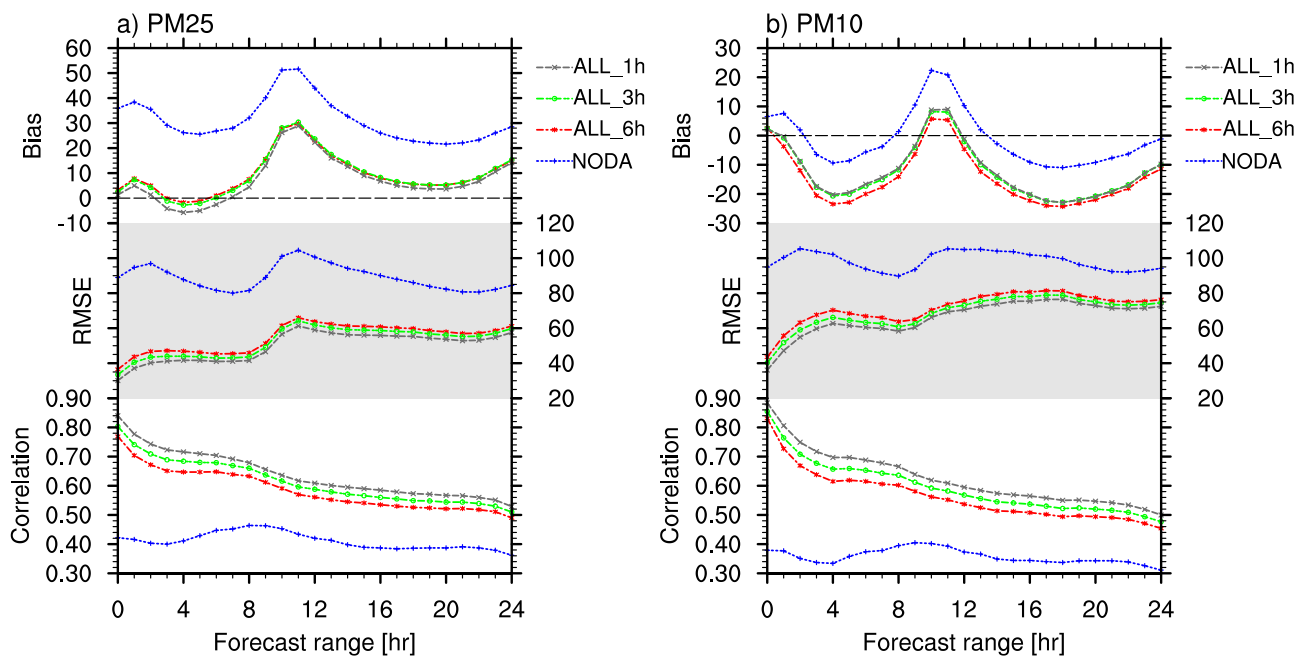 a) PM25
60
50
40
30
20
10
0
-10
Bias
ALL_1h
ALL_3h
ALL_6h
NODA
120
100
80
60
40
20
RMSE
0.90
0.80
0.70
0.60
0.50
0.40
0.30
Correlation
0 4 8 12 16 20 24
Forecast range [hr]
b) PM10
30
20
10
0
-10
-20
-30
Bias
ALL_1h
ALL_3h
ALL_6h
NODA
120
100
80
60
40
20
RMSE
0.90
0.80
0.70
0.60
0.50
0.40
0.30
Correlation
0 4 8 12 16 20 24
Forecast range [hr]